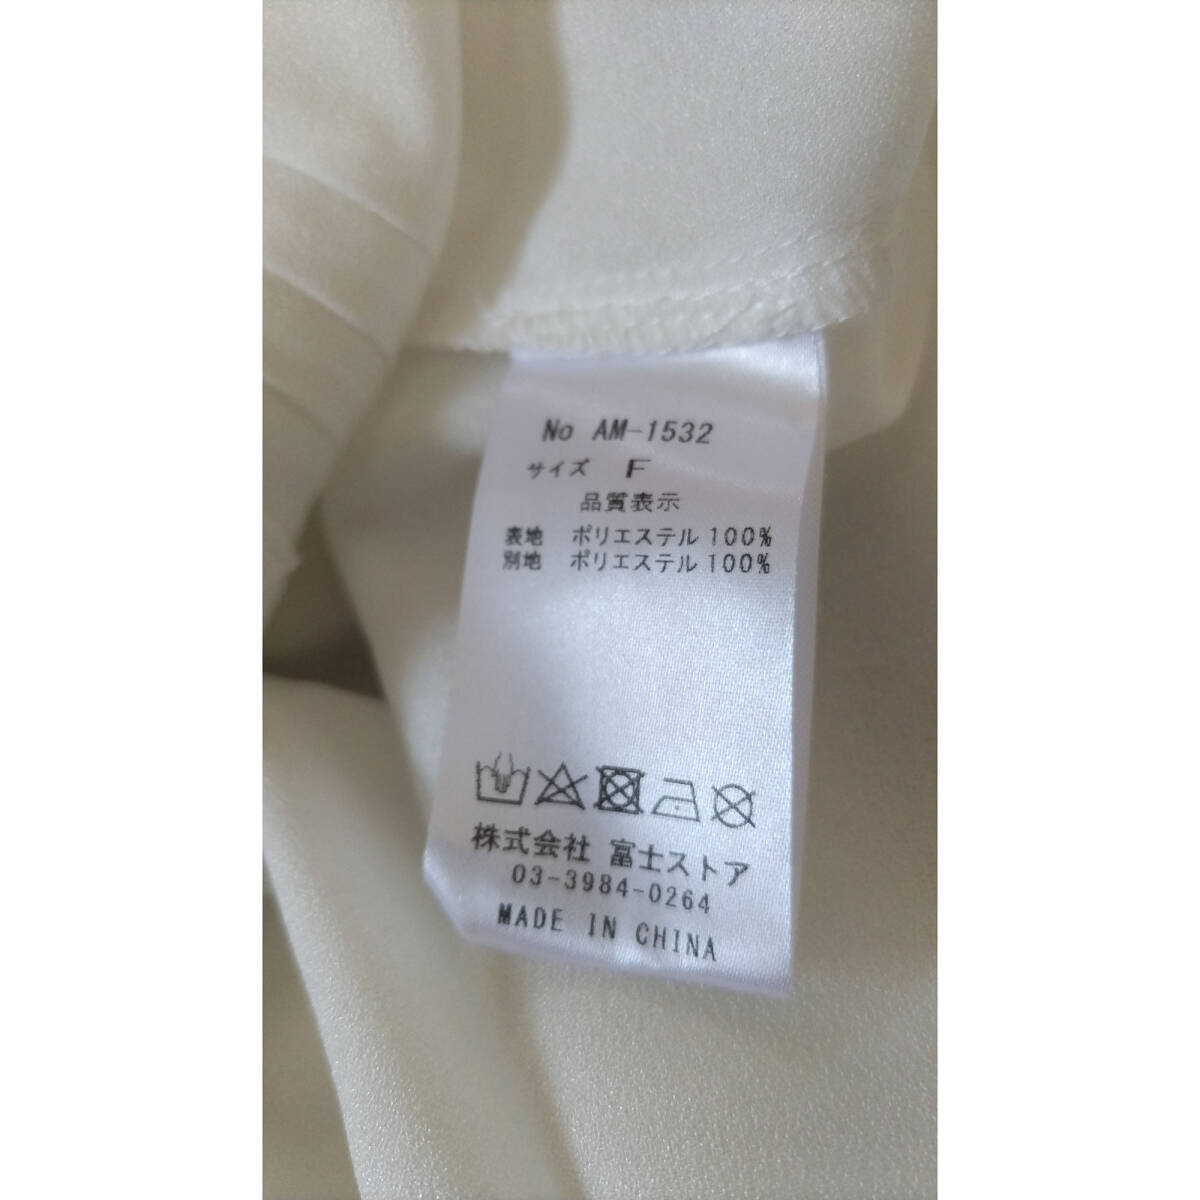 No AM-1532
サイズ F
品質表示
表地 ポリエステル 100%
別地 ポリエステル 100%
株式会社 富士ストア
03-3984-0264
MADE IN CHINA